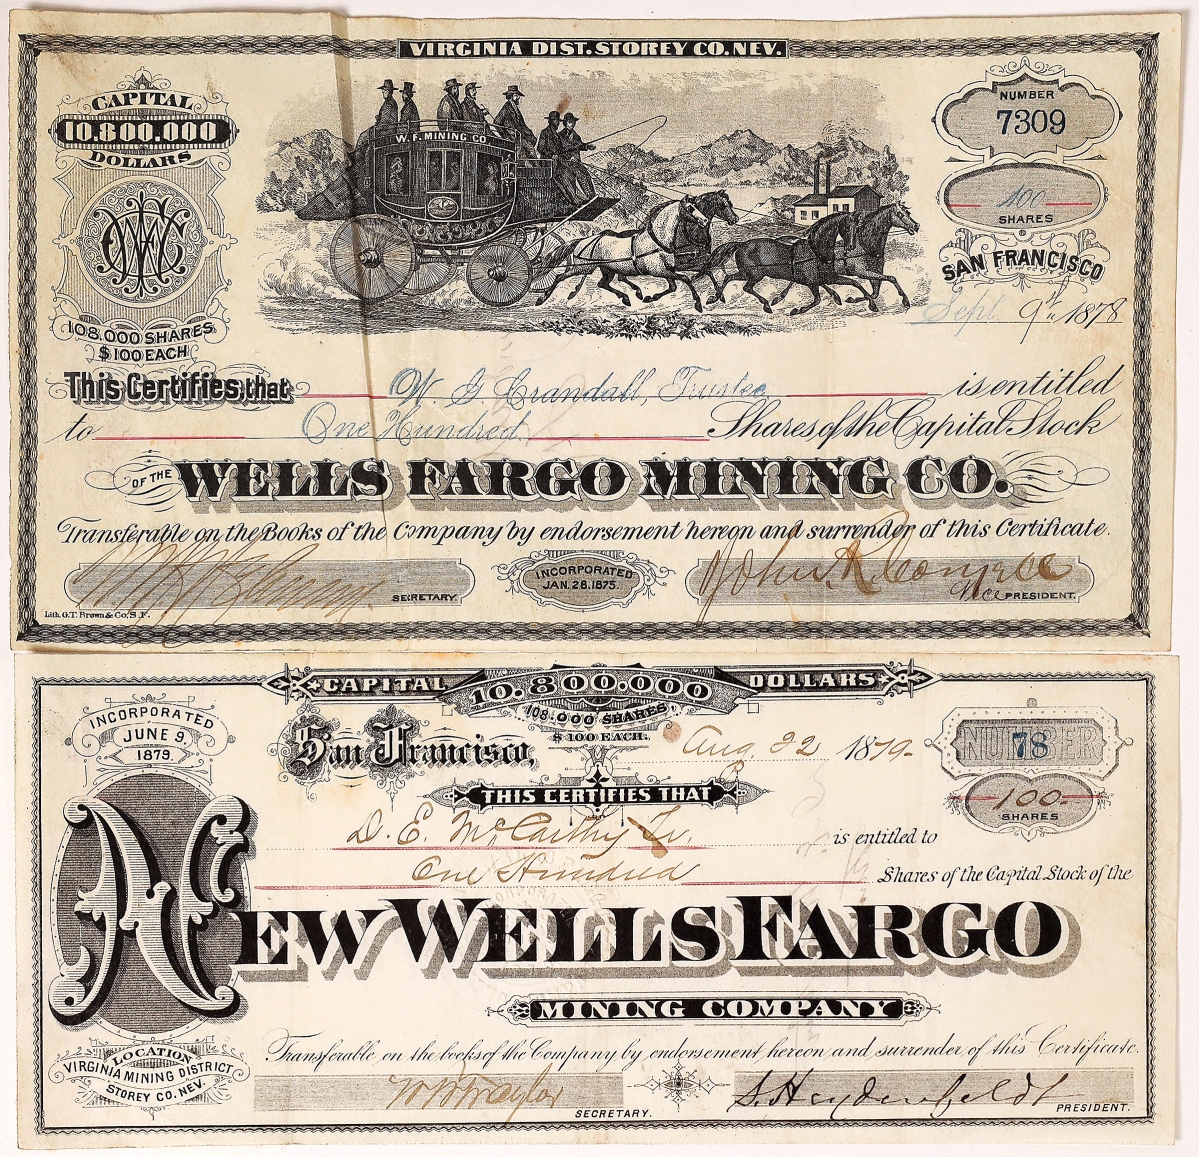 VIRGINIA DIST. STOREY CO. NEV.
CAPITAL
10.800.000
DOLLARS
W. F. MINING CO
NUMBER
7309
100
SHARES
SAN FRANCISCO
Sept. 9th, 1878
108.000 SHARES
$100 EACH
This Certifies, that W. G. Crandall, Trustee is entitled
to One Hundred Shares of the Capital Stock
OF THE WELLS FARGO MINING CO.
Transferable on the Books of the Company by endorsement hereon and surrender of this Certificate.
SECRETARY.
INCORPORATED
JAN. 28. 1875.
John K.
Vice PRESIDENT.
Lith. G.T. Brown & Co, S.F.
CAPITAL 10.800.000 DOLLARS
108.000 SHARES,
$100 EACH.
INCORPORATED
JUNE 9,
1879.
San Francisco, Aug. 22 1879.
NUMBER
78
100.
SHARES
THIS CERTIFIES THAT
D. E. McCarthy Jr. is entitled to
One Hundred Shares of the Capital Stock of the
NEW WELLS FARGO
MINING COMPANY
LOCATION
VIRGINIA MINING DISTRICT
STOREY CO. NEV.
Transferable on the books of the Company by endorsement hereon and surrender of this Certificate.
W B Traylor
SECRETARY.
S. Heydenfeldt
PRESIDENT.